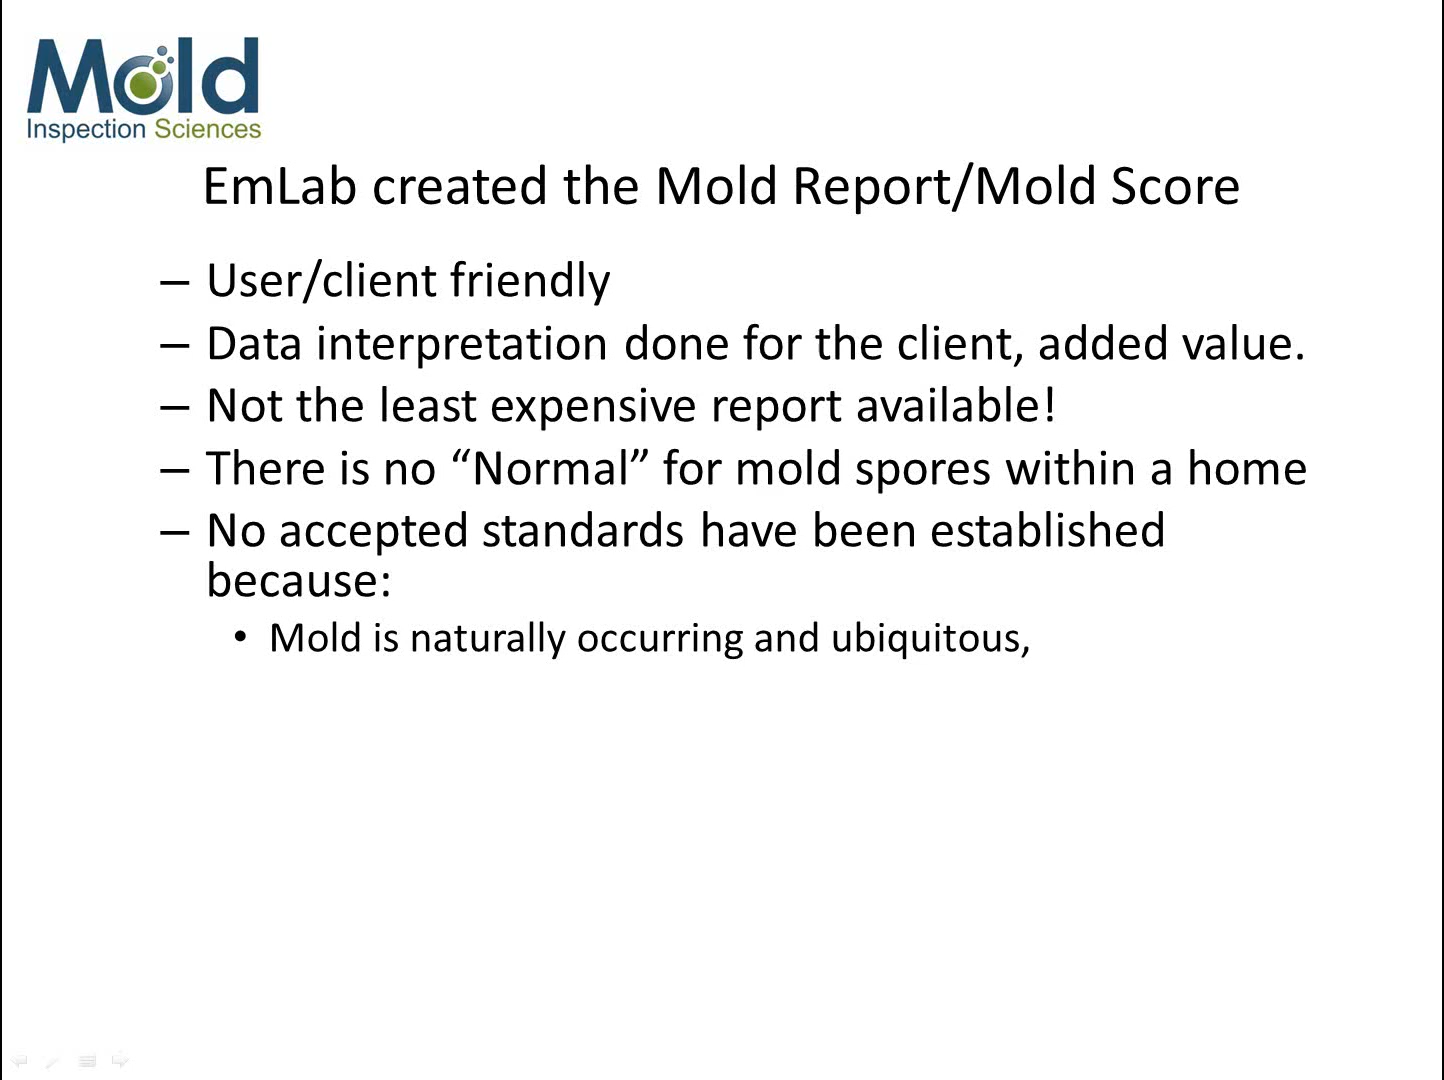 Mold
Inspection Sciences
EmLab created the Mold Report/Mold Score
– User/client friendly
– Data interpretation done for the client, added value.
– Not the least expensive report available!
– There is no “Normal” for mold spores within a home
– No accepted standards have been established
because:
• Mold is naturally occurring and ubiquitous,